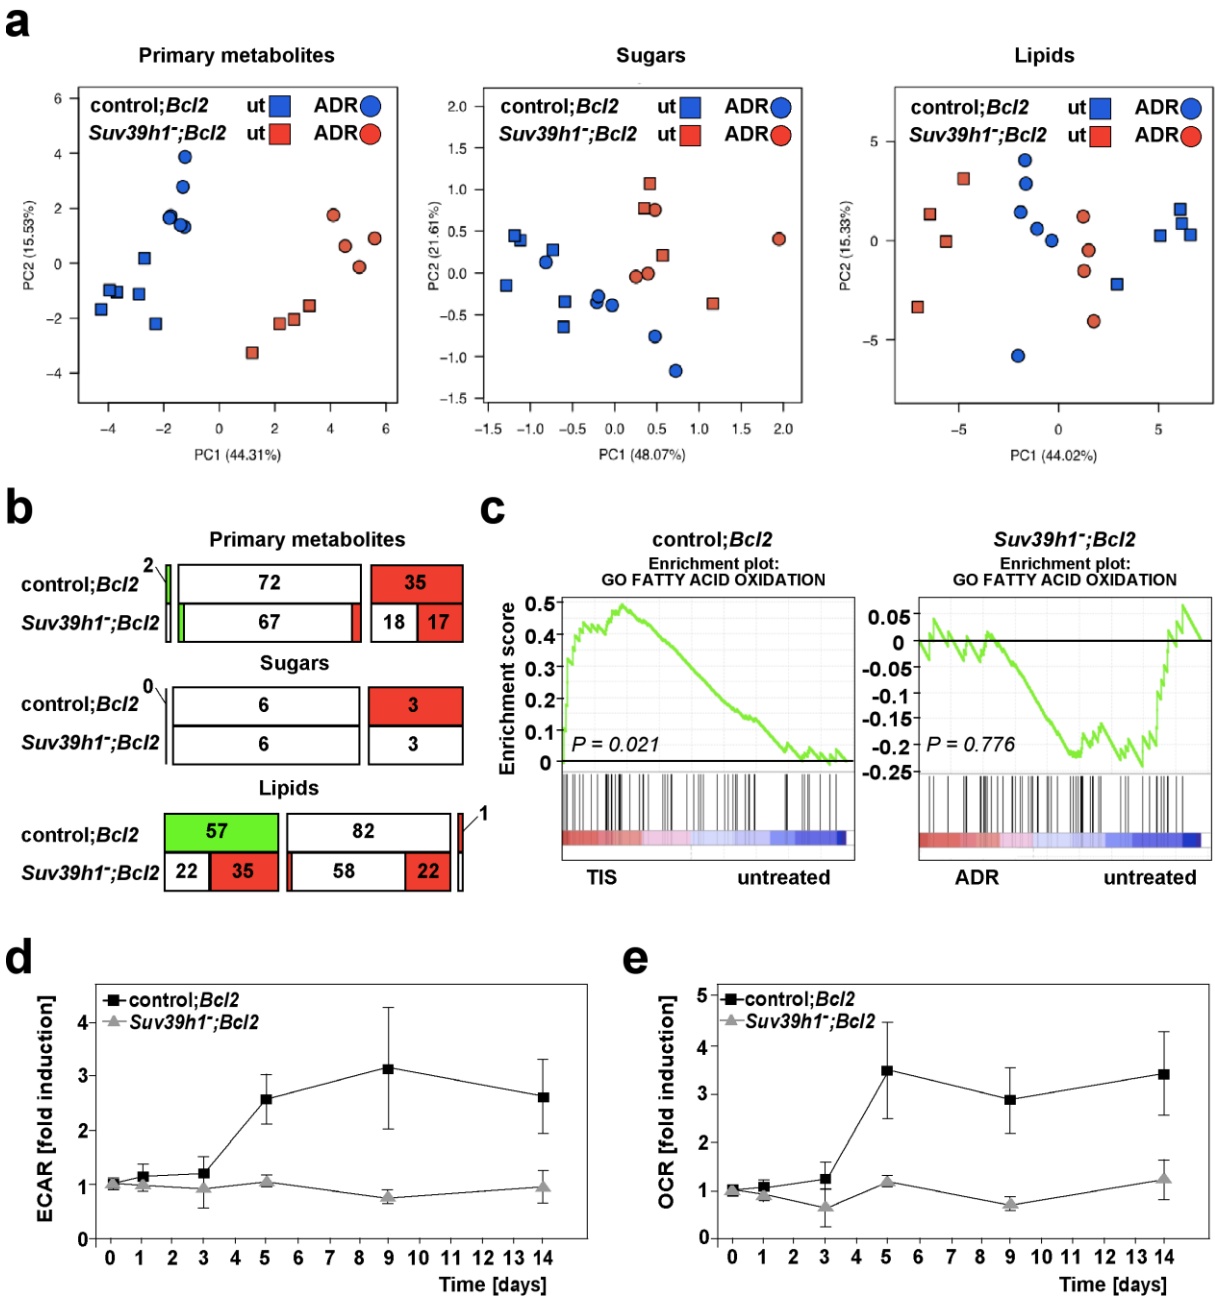 a
Primary metabolites
control;Bcl2 ut ADR
Suv39h1-;Bcl2 ut ADR
6
4
2
0
−2
−4
PC2 (15.53%)
−4 −2 0 2 4 6
PC1 (44.31%)
Sugars
control;Bcl2 ut ADR
Suv39h1-;Bcl2 ut ADR
2.0
1.5
1.0
0.5
0.0
−0.5
−1.0
−1.5
PC2 (21.61%)
−1.5 −1.0 −0.5 0.0 0.5 1.0 1.5 2.0
PC1 (48.07%)
Lipids
control;Bcl2 ut ADR
Suv39h1-;Bcl2 ut ADR
5
0
−5
PC2 (15.33%)
−5 0 5
PC1 (44.02%)
b
Primary metabolites
2
control;Bcl2 72 35
Suv39h1-;Bcl2 67 18 17
Sugars
0
control;Bcl2 6 3
Suv39h1-;Bcl2 6 3
Lipids
1
control;Bcl2 57 82
Suv39h1-;Bcl2 22 35 58 22
c
control;Bcl2
Enrichment plot:
GO FATTY ACID OXIDATION
Enrichment score
0.5
0.4
0.3
0.2
0.1
0
P = 0.021
TIS untreated
Suv39h1-;Bcl2
Enrichment plot:
GO FATTY ACID OXIDATION
0.05
0
-0.05
-0.1
-0.15
-0.2
-0.25
P = 0.776
ADR untreated
d
control;Bcl2
Suv39h1-;Bcl2
ECAR [fold induction]
4
3
2
1
0
0 1 2 3 4 5 6 7 8 9 10 11 12 13 14
Time [days]
e
control;Bcl2
Suv39h1-;Bcl2
OCR [fold induction]
5
4
3
2
1
0
0 1 2 3 4 5 6 7 8 9 10 11 12 13 14
Time [days]